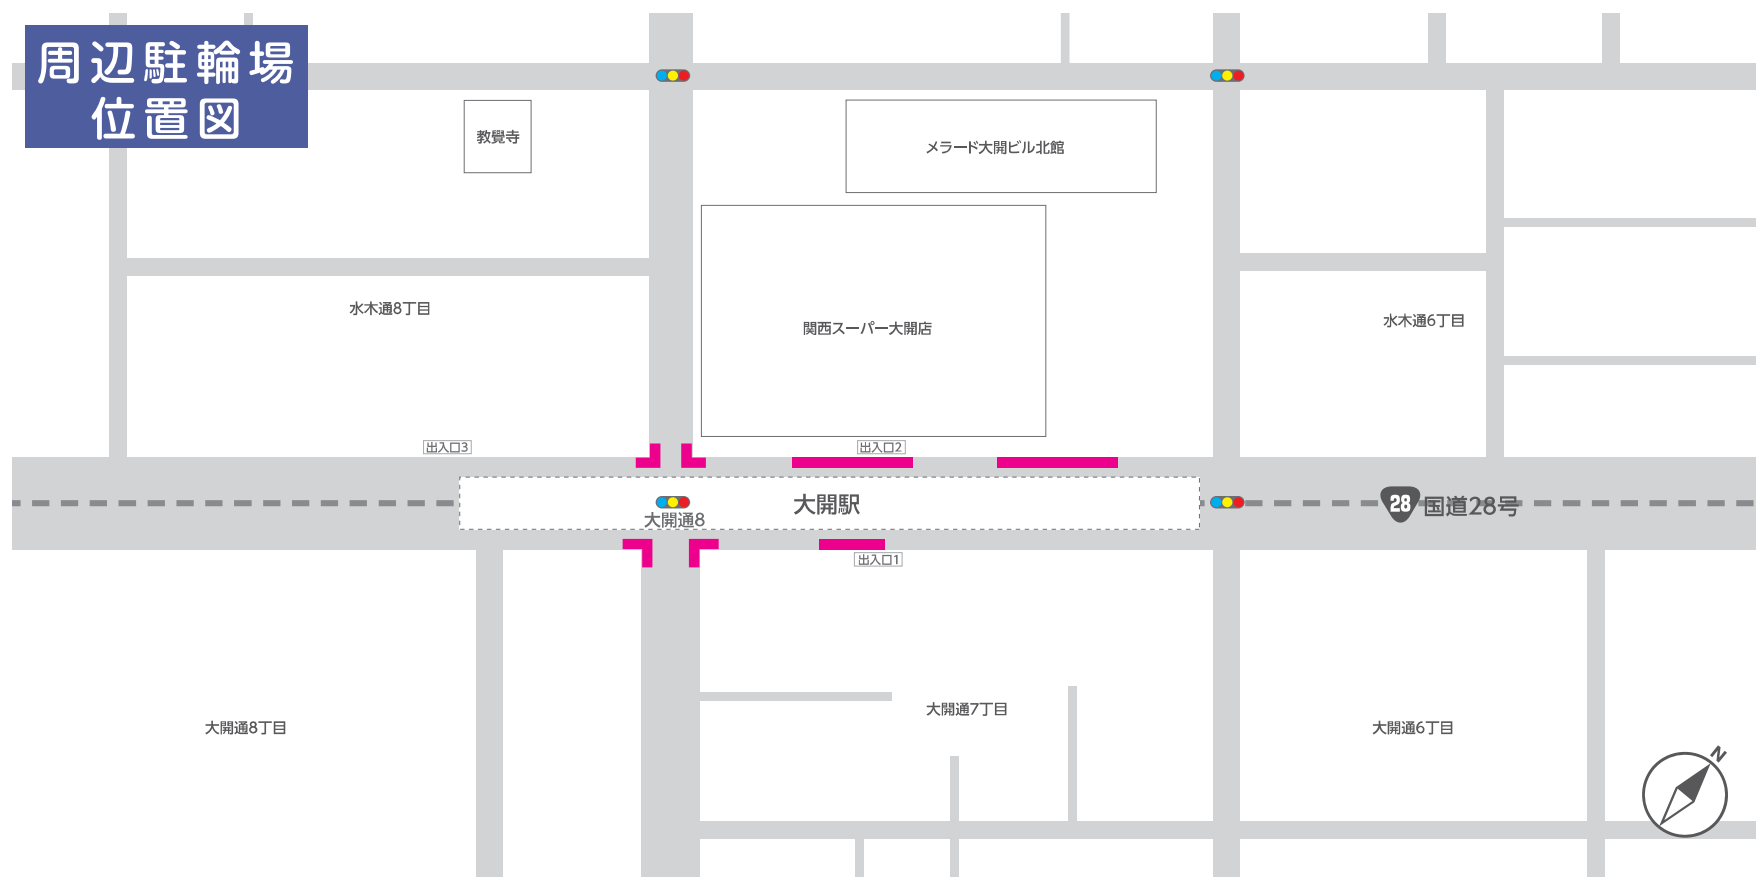 周辺駐輪場
位置図
教覺寺
メラード大開ビル北館
水木通8丁目
関西スーパー大開店
水木通6丁目
出入口3
出入口2
大開駅
大開通8
28
国道28号
出入口1
大開通8丁目
大開通7丁目
大開通6丁目
N